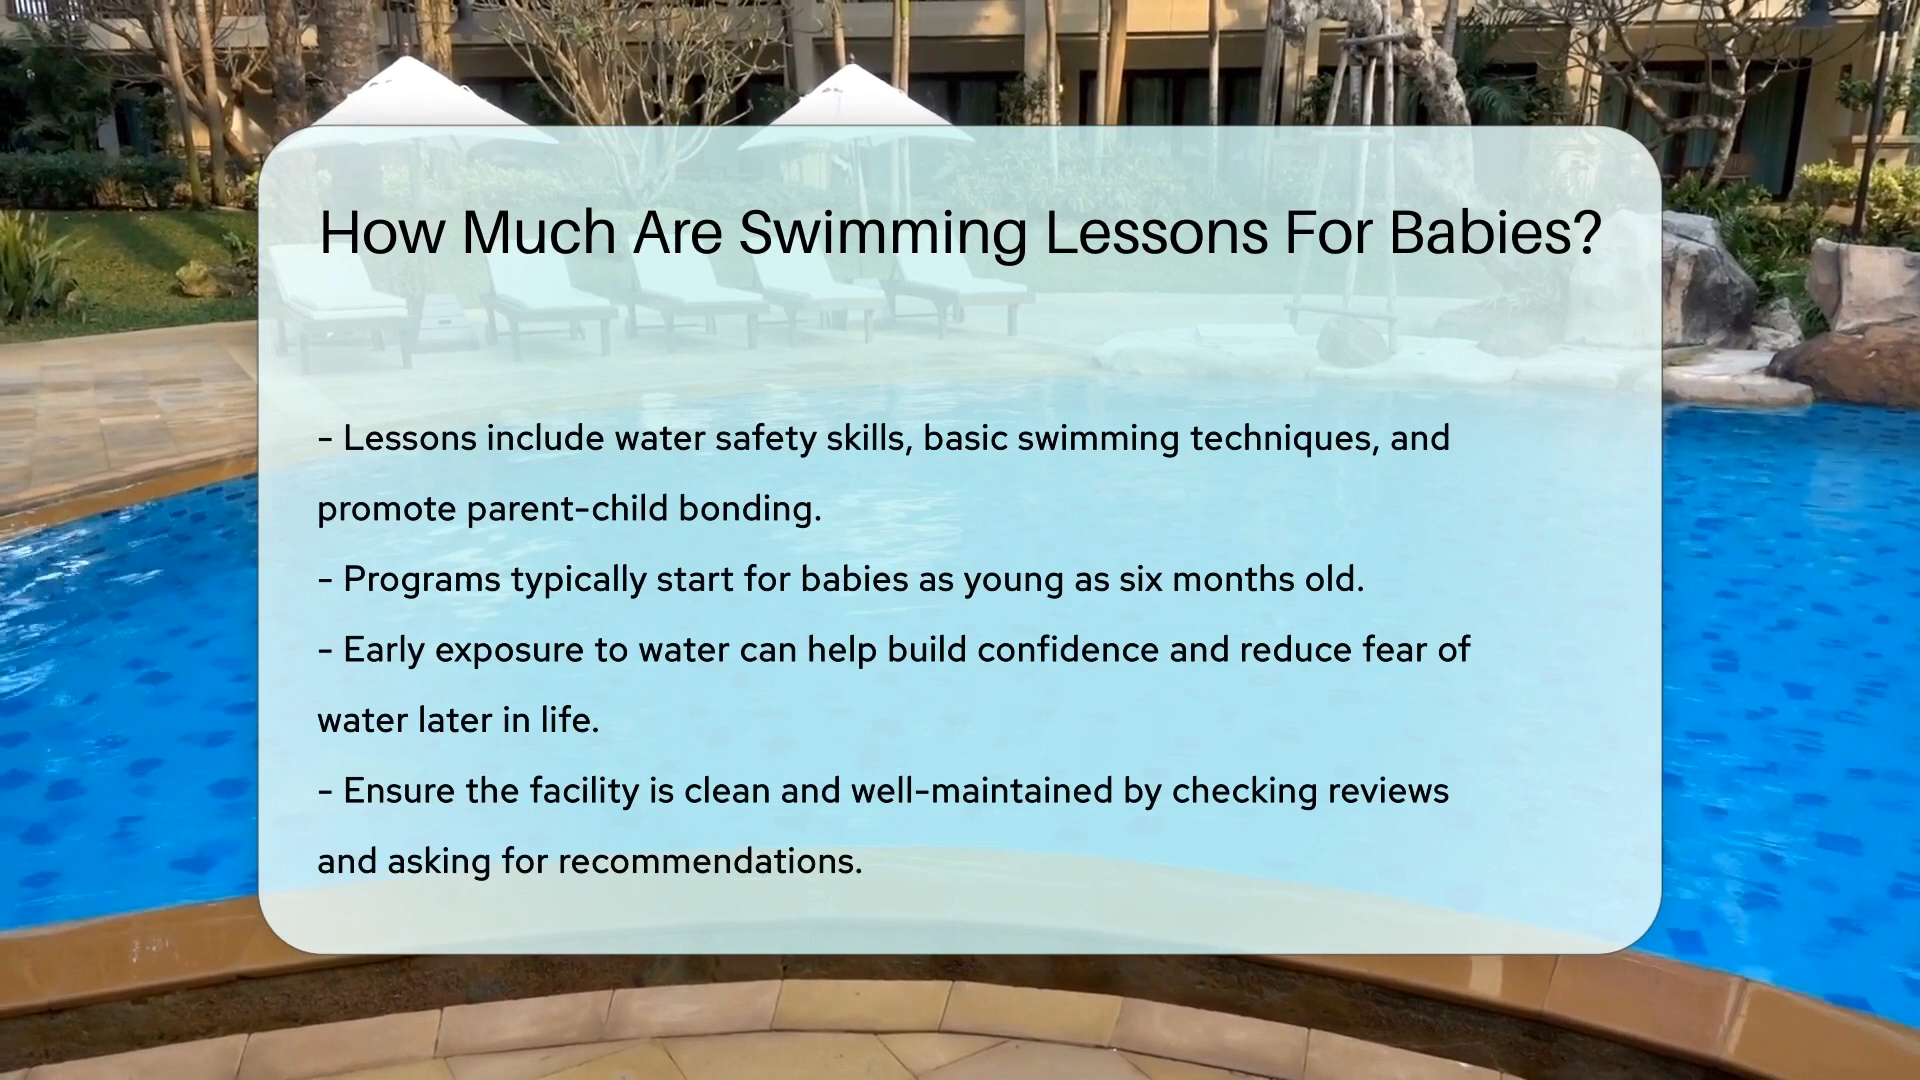 How Much Are Swimming Lessons For Babies?
- Lessons include water safety skills, basic swimming techniques, and
promote parent-child bonding.
- Programs typically start for babies as young as six months old.
- Early exposure to water can help build confidence and reduce fear of
water later in life.
- Ensure the facility is clean and well-maintained by checking reviews
and asking for recommendations.